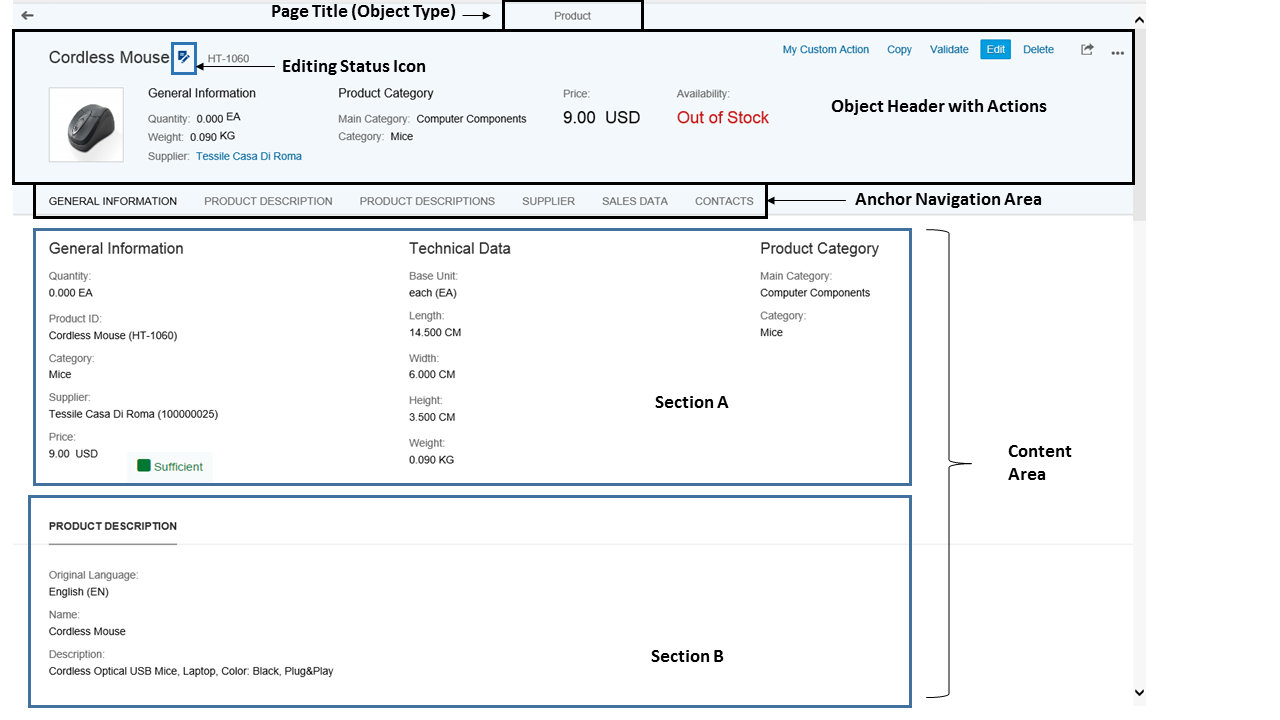 Page Title (Object Type)
Product
Cordless Mouse
HT-1060
Editing Status Icon
My Custom Action
Copy
Validate
Edit
Delete
General Information
Quantity: 0.000 EA
Weight: 0.090 KG
Supplier: Tessile Casa Di Roma
Product Category
Main Category: Computer Components
Category: Mice
Price:
9.00 USD
Availability:
Out of Stock
Object Header with Actions
GENERAL INFORMATION
PRODUCT DESCRIPTION
PRODUCT DESCRIPTIONS
SUPPLIER
SALES DATA
CONTACTS
Anchor Navigation Area
General Information
Quantity:
0.000 EA
Product ID:
Cordless Mouse (HT-1060)
Category:
Mice
Supplier:
Tessile Casa Di Roma (100000025)
Price:
9.00 USD
Sufficient
Technical Data
Base Unit:
each (EA)
Length:
14.500 CM
Width:
6.000 CM
Height:
3.500 CM
Weight:
0.090 KG
Product Category
Main Category:
Computer Components
Category:
Mice
Section A
Content
Area
PRODUCT DESCRIPTION
Original Language:
English (EN)
Name:
Cordless Mouse
Description:
Cordless Optical USB Mice, Laptop, Color: Black, Plug&Play
Section B